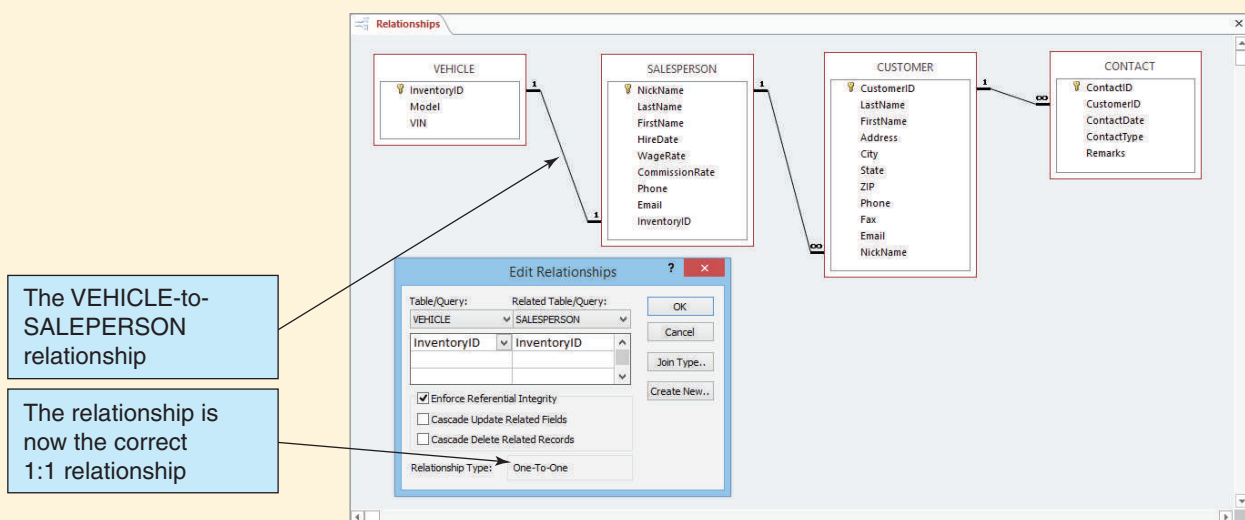 Relationships
VEHICLE
InventoryID
Model
VIN
1
1
SALESPERSON
NickName
LastName
FirstName
HireDate
WageRate
CommissionRate
Phone
Email
InventoryID
1
∞
CUSTOMER
CustomerID
LastName
FirstName
Address
City
State
ZIP
Phone
Fax
Email
NickName
1
∞
CONTACT
ContactID
CustomerID
ContactDate
ContactType
Remarks
The VEHICLE-to-
SALEPERSON
relationship
The relationship is
now the correct
1:1 relationship
Edit Relationships
?
Table/Query:
Related Table/Query:
VEHICLE
SALESPERSON
InventoryID
InventoryID
Enforce Referential Integrity
Cascade Update Related Fields
Cascade Delete Related Records
Relationship Type:
One-To-One
OK
Cancel
Join Type..
Create New..